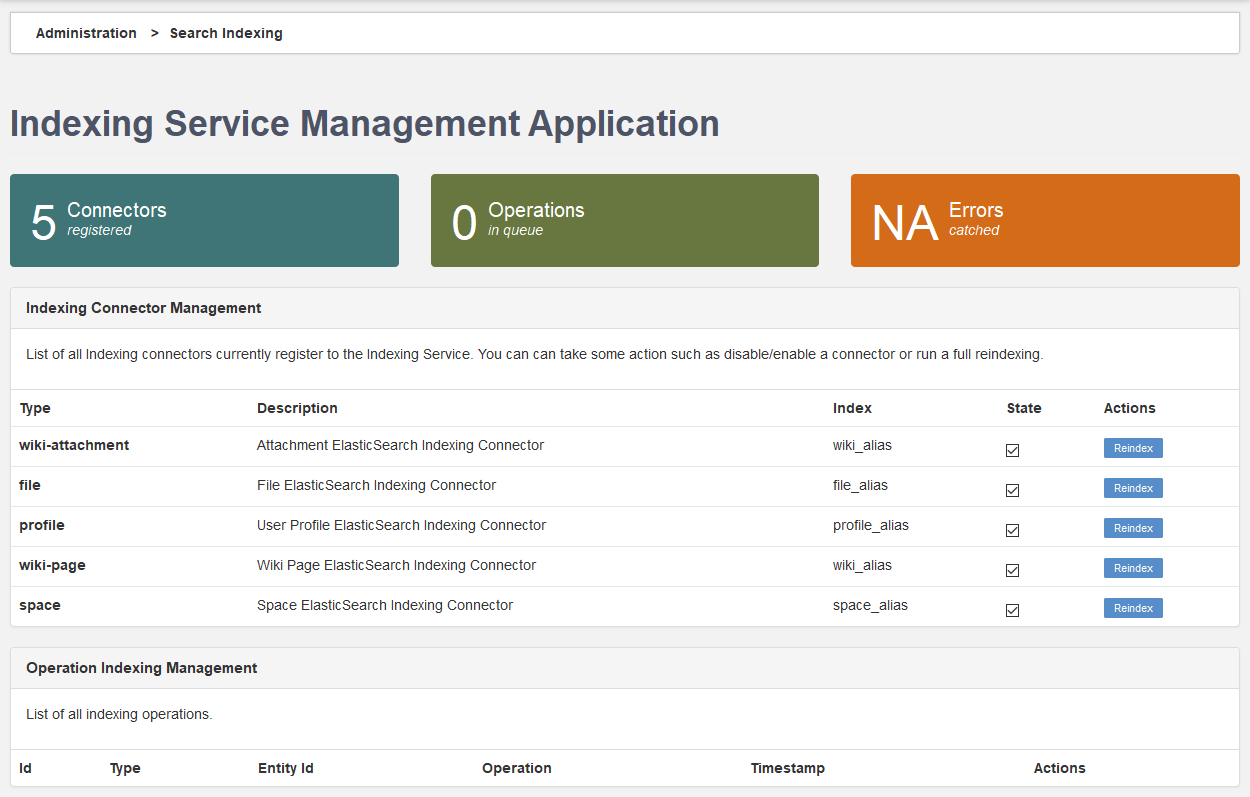 Administration > Search Indexing
Indexing Service Management Application
5 Connectors registered
0 Operations in queue
NA Errors catched
Indexing Connector Management
List of all Indexing connectors currently register to the Indexing Service. You can can take some action such as disable/enable a connector or run a full reindexing.
Type Description Index State Actions
wiki-attachment Attachment ElasticSearch Indexing Connector wiki_alias Reindex
file File ElasticSearch Indexing Connector file_alias Reindex
profile User Profile ElasticSearch Indexing Connector profile_alias Reindex
wiki-page Wiki Page ElasticSearch Indexing Connector wiki_alias Reindex
space Space ElasticSearch Indexing Connector space_alias Reindex
Operation Indexing Management
List of all indexing operations.
Id Type Entity Id Operation Timestamp Actions